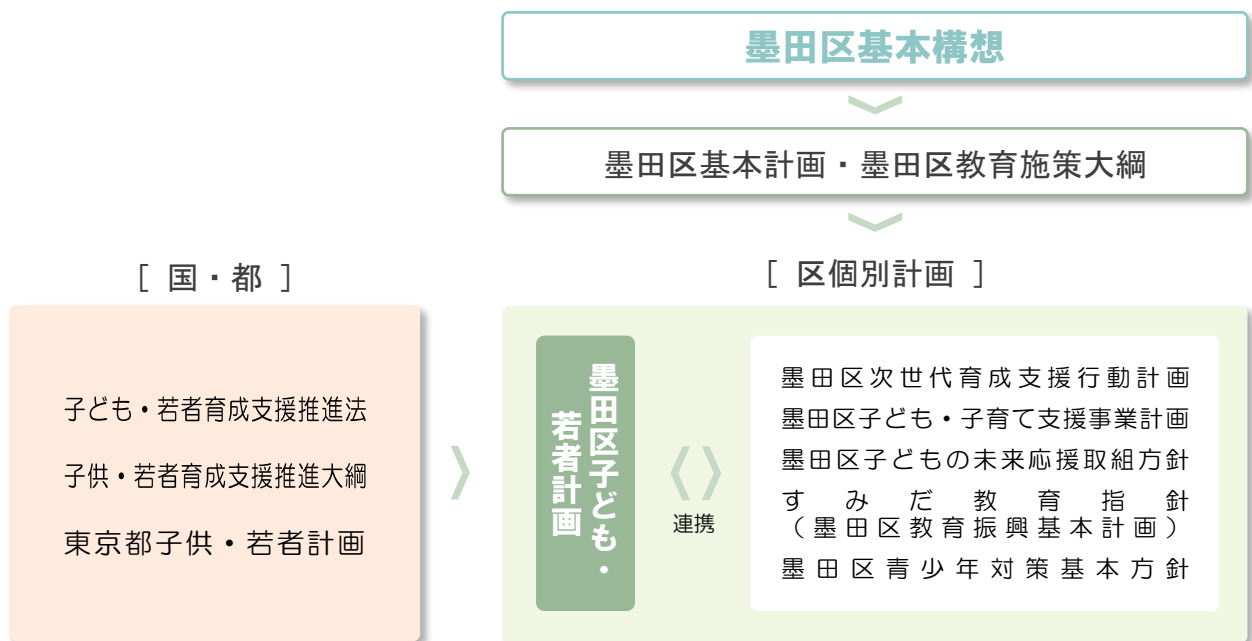 墨田区基本構想
墨田区基本計画・墨田区教育施策大綱
[ 国・都 ]
子ども・若者育成支援推進法
子供・若者育成支援推進大綱
東京都子供・若者計画
[ 区個別計画 ]
墨田区子ども・
若者計画
連携
墨田区次世代育成支援行動計画
墨田区子ども・子育て支援事業計画
墨田区子どもの未来応援取組方針
すみだ教育指針
(墨田区教育振興基本計画)
墨田区青少年対策基本方針